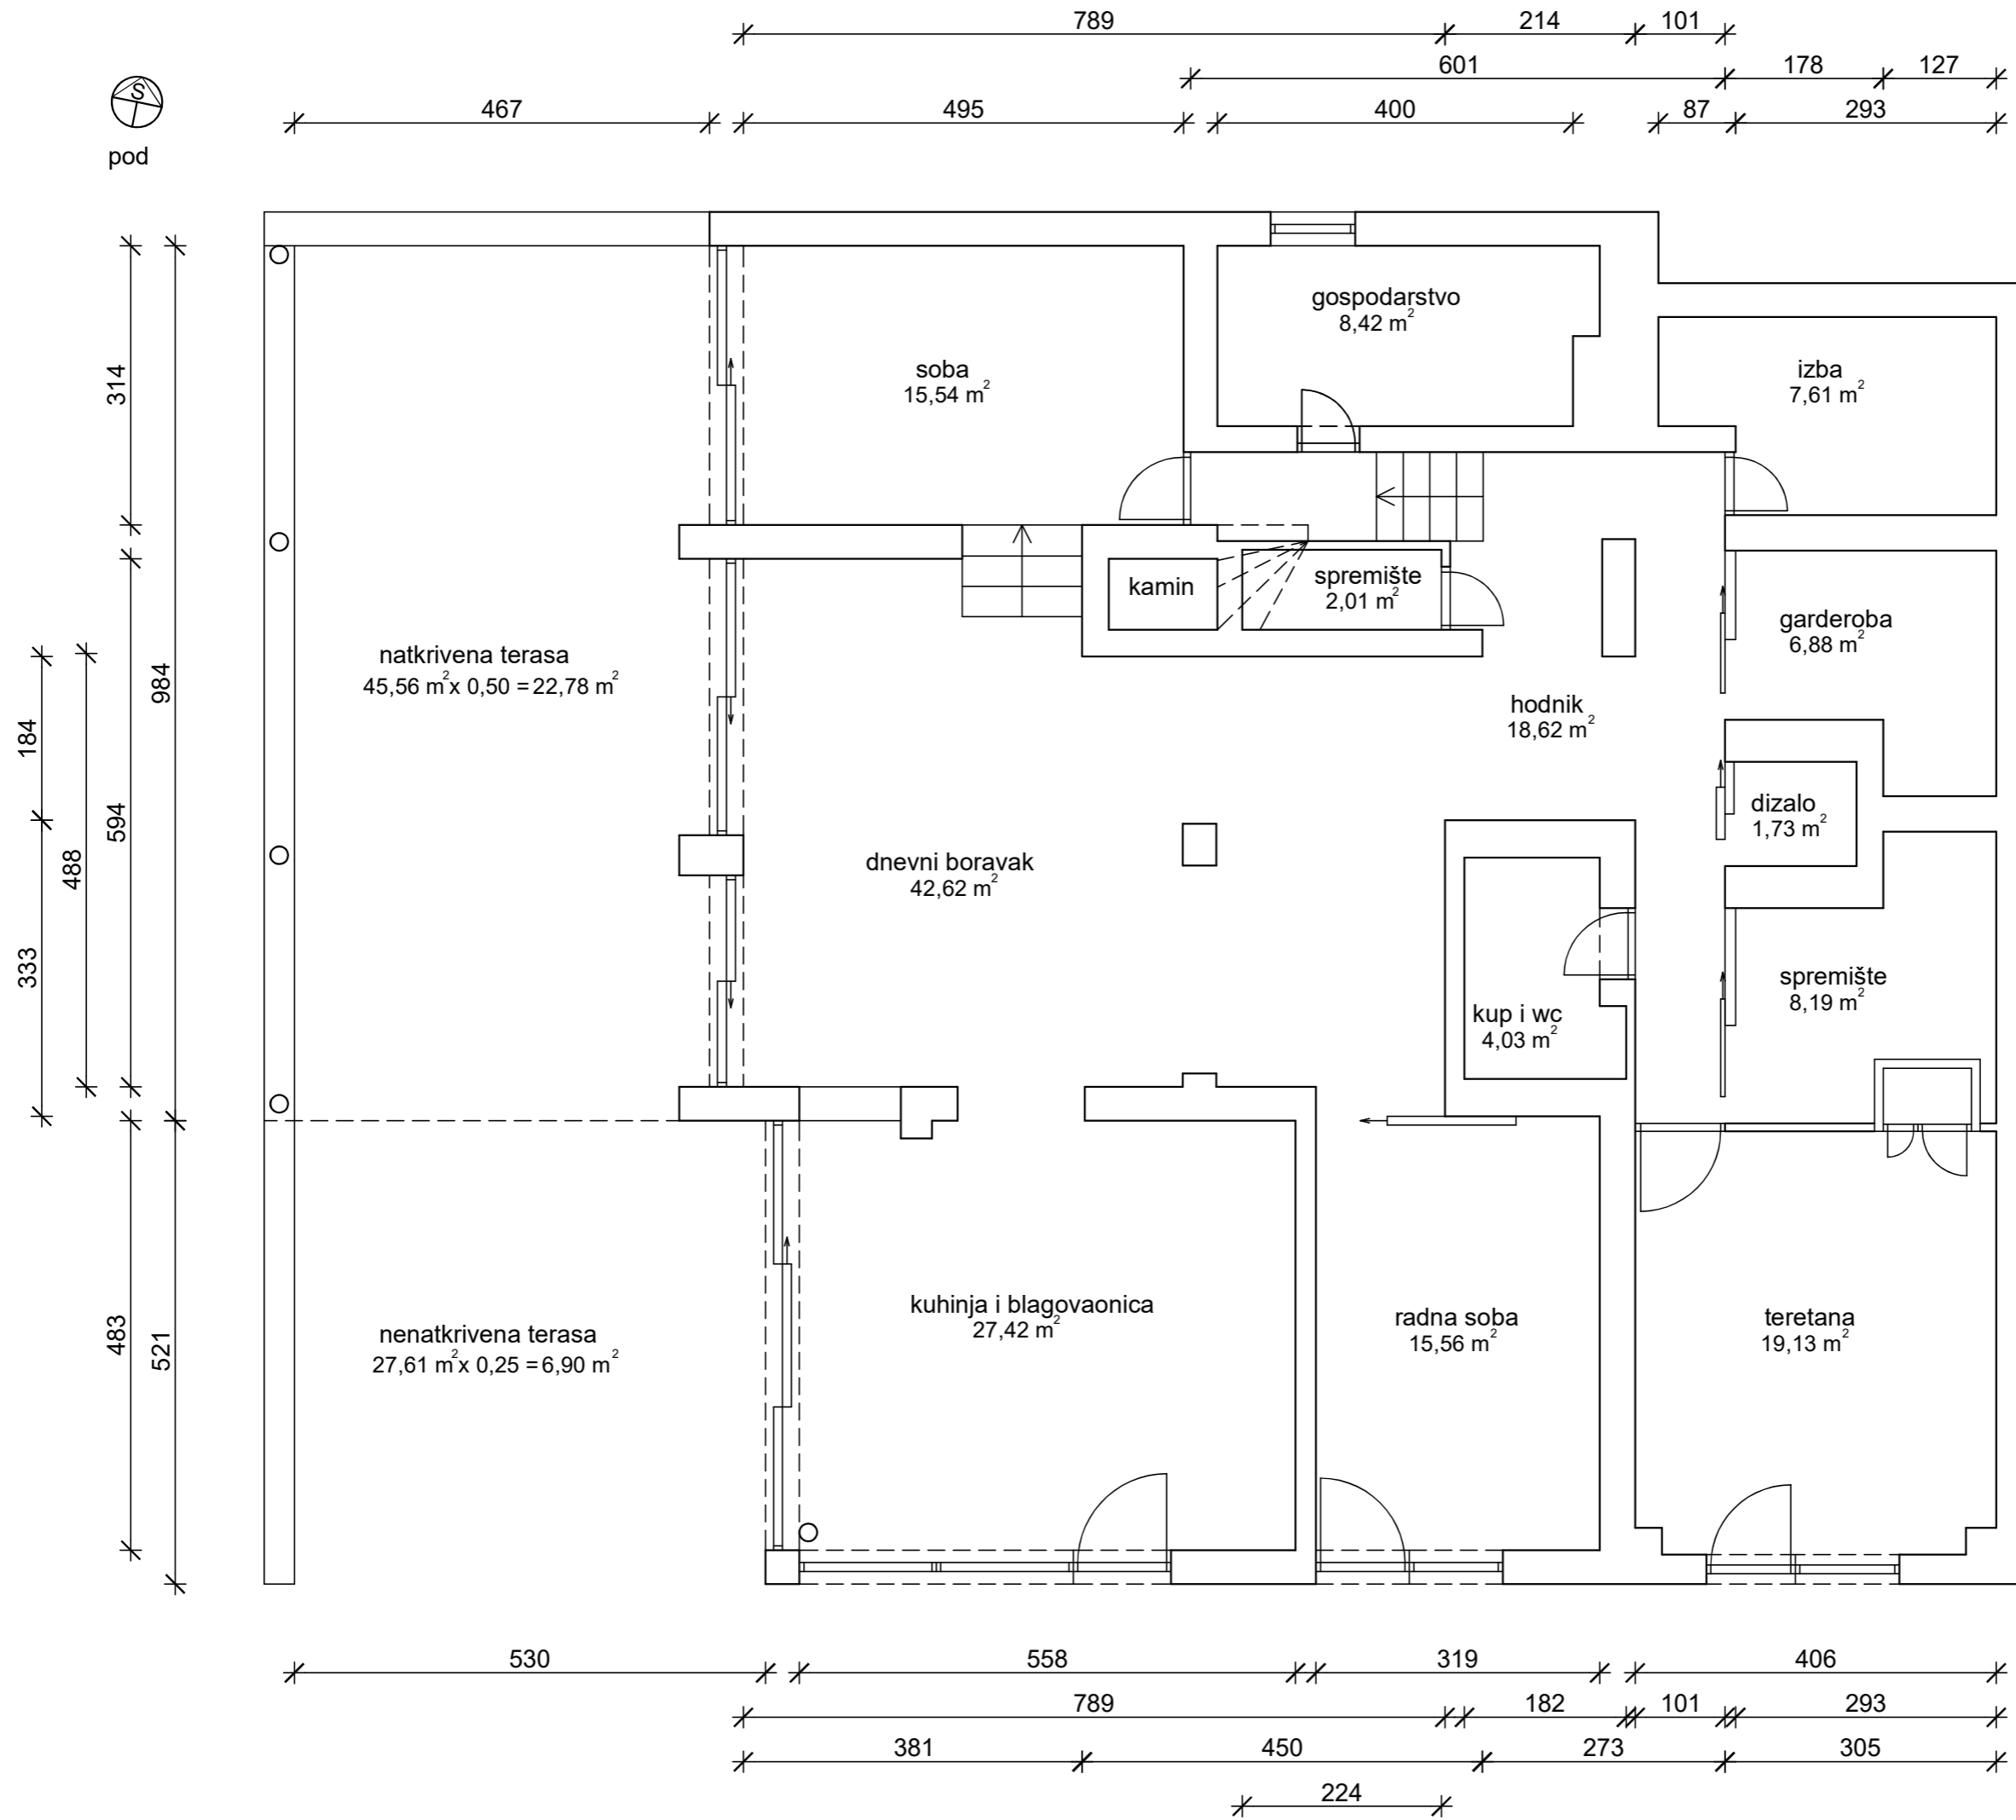 789
214
101
601
178
127
467
495
400
87
293
S
pod
gospodarstvo
8,42 m²
soba
15,54 m²
izba
7,61 m²
314
984
kamin
spremište
2,01 m²
garderoba
6,88 m²
natkrivena terasa
45,56 m² x 0,50 = 22,78 m²
hodnik
18,62 m²
184
488
594
333
dizalo
1,73 m²
dnevni boravak
42,62 m²
spremište
8,19 m²
kup i wc
4,03 m²
483
521
kuhinja i blagovaonica
27,42 m²
radna soba
15,56 m²
teretana
19,13 m²
nenatkrivena terasa
27,61 m² x 0,25 = 6,90 m²
530
558
319
406
789
182
101
293
381
450
273
305
224